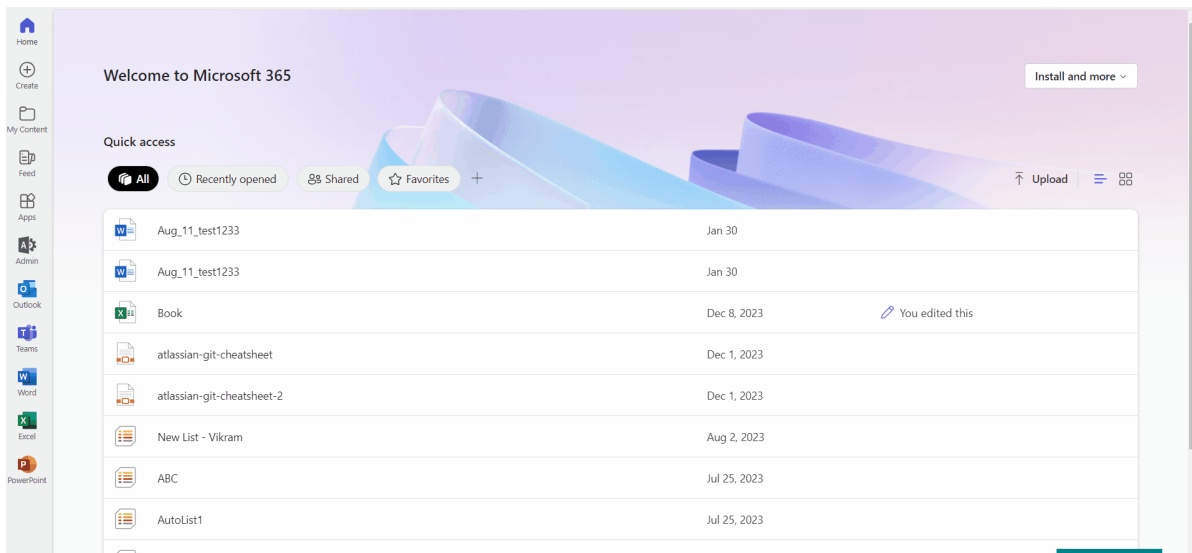 Home
Create
My Content
Feed
Apps
Admin
Outlook
Teams
Word
Excel
PowerPoint
Welcome to Microsoft 365
Install and more
Quick access
All
Recently opened
Shared
Favorites
Upload
Aug_11_test1233 Jan 30
Aug_11_test1233 Jan 30
Book Dec 8, 2023 You edited this
atlassian-git-cheatsheet Dec 1, 2023
atlassian-git-cheatsheet-2 Dec 1, 2023
New List - Vikram Aug 2, 2023
ABC Jul 25, 2023
AutoList1 Jul 25, 2023